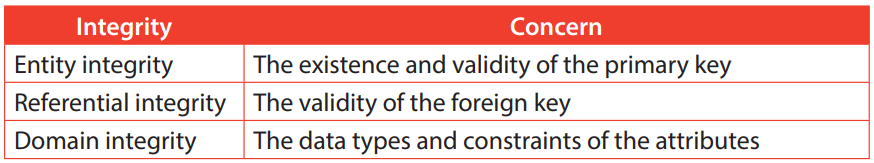 Integrity Concern
Entity integrity The existence and validity of the primary key
Referential integrity The validity of the foreign key
Domain integrity The data types and constraints of the attributes